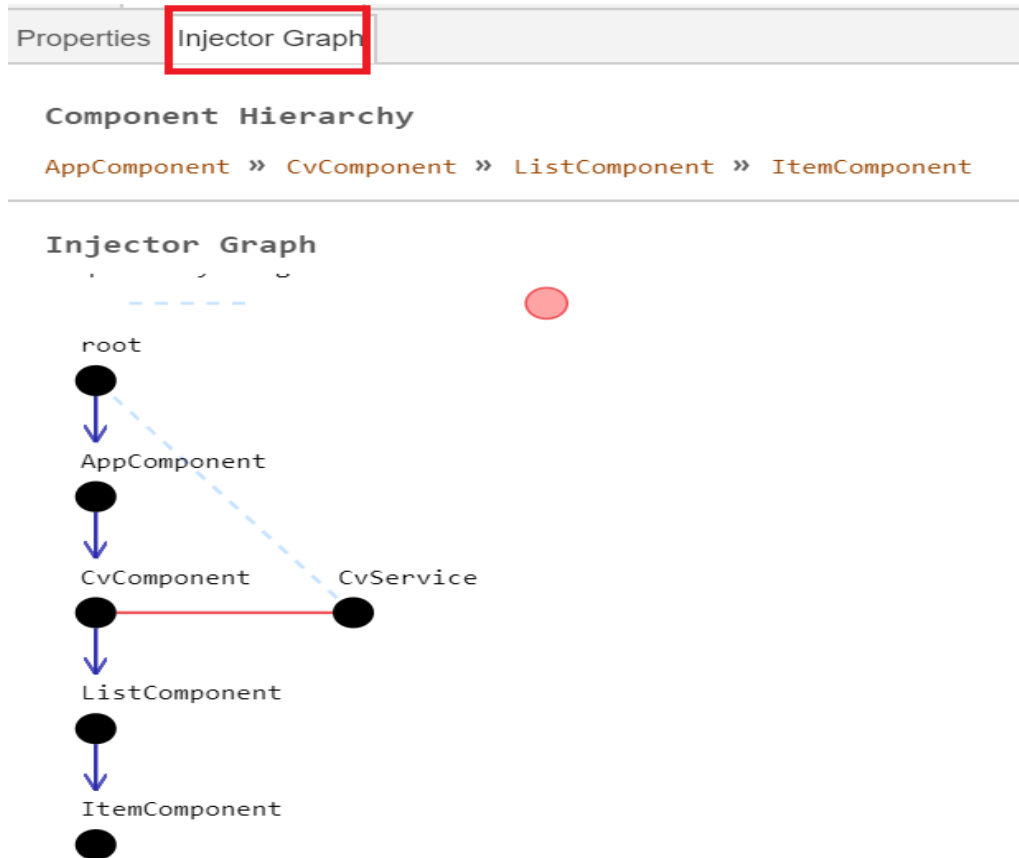 Properties Injector Graph
Component Hierarchy
AppComponent » CvComponent » ListComponent » ItemComponent
Injector Graph
root
AppComponent
CvComponent CvService
ListComponent
ItemComponent